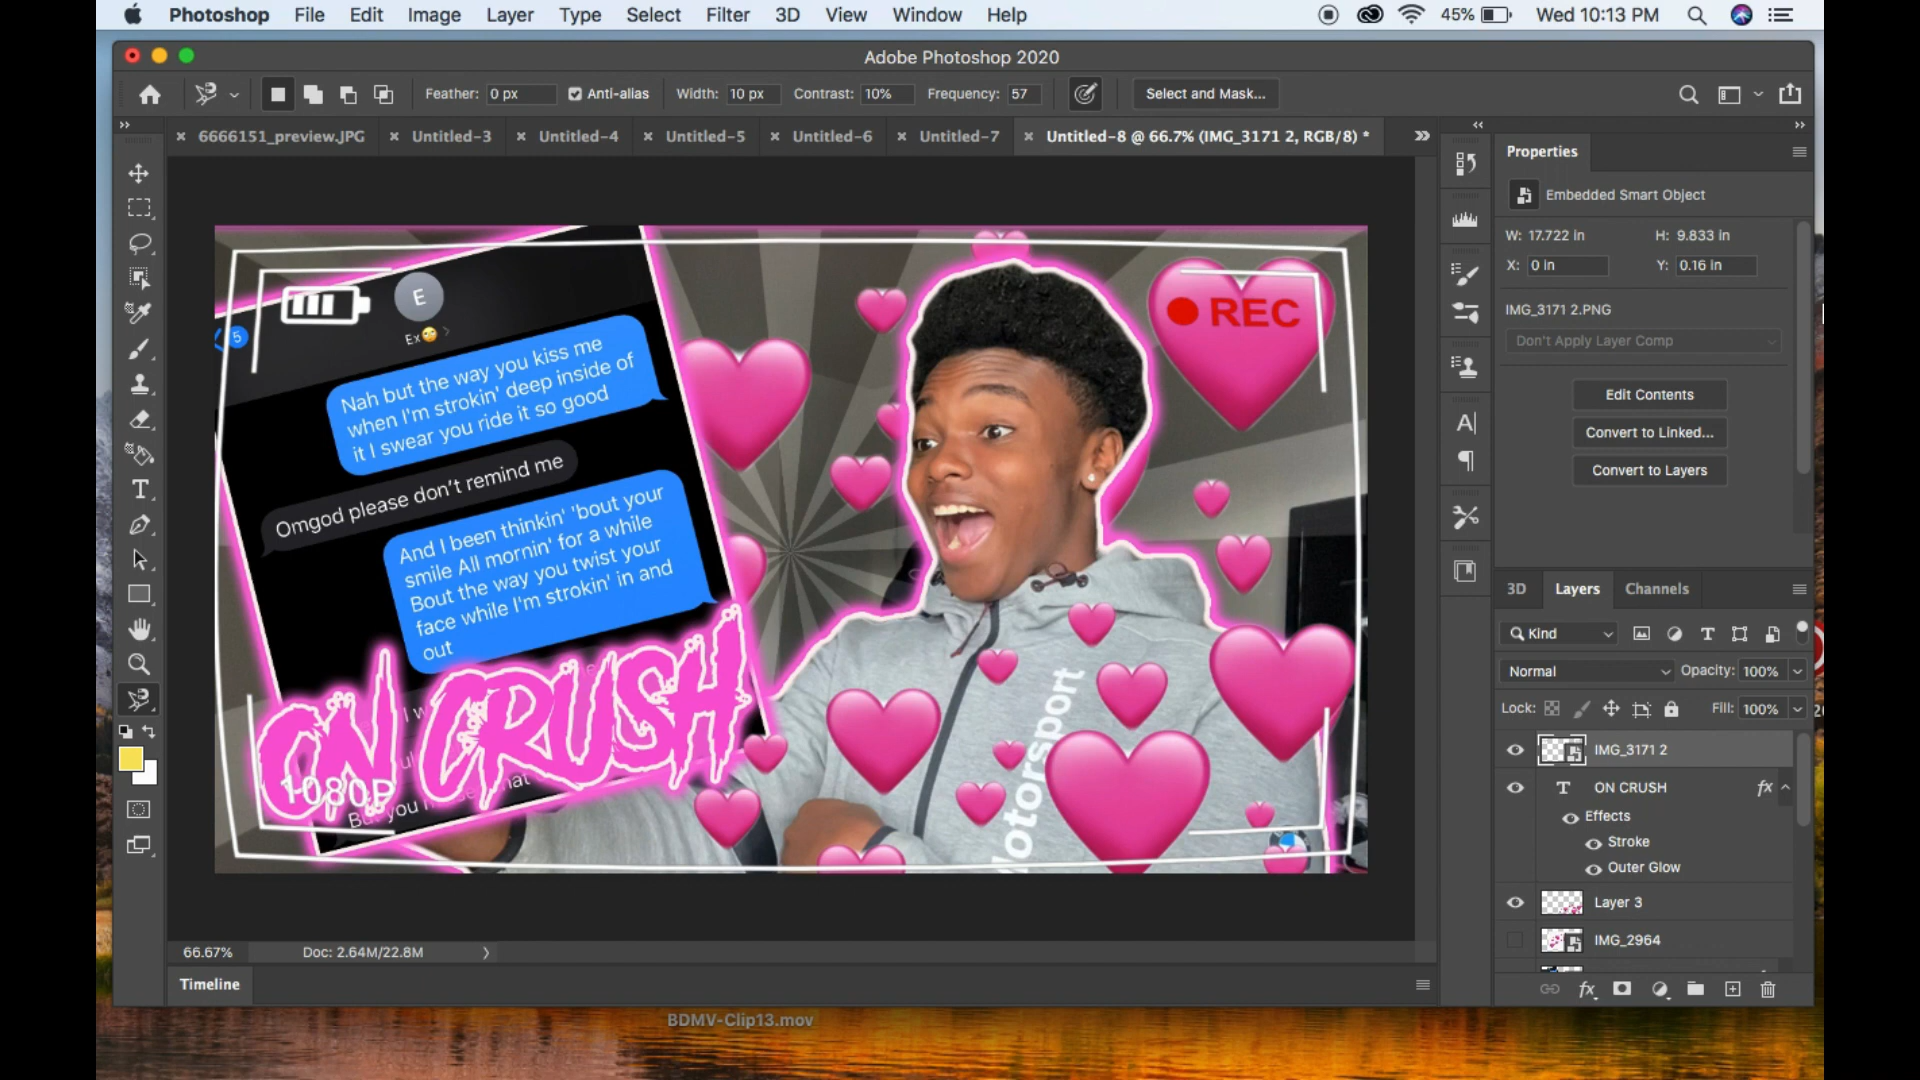 Photoshop File Edit Image Layer Type Select Filter 3D View Window Help 45% Wed 10:13 PM
Adobe Photoshop 2020
Feather: 0 px Anti-alias Width: 10 px Contrast: 10% Frequency: 57 Select and Mask...
6666151_preview.JPG Untitled-3 Untitled-4 Untitled-5 Untitled-6 Untitled-7 Untitled-8 @ 66.7% (IMG_3171 2, RGB/8) *
E
Ex
5
Nah but the way you kiss me
when I'm strokin' deep inside of
it I swear you ride it so good
Omgod please don't remind me
And I been thinkin' 'bout your
smile All mornin' for a while
Bout the way you twist your
face while I'm strokin' in and
out
ON CRUSH
1080P
REC
otorsport
66.67% Doc: 2.64M/22.8M
Timeline
BDMV-Clip13.mov
Properties
Embedded Smart Object
W: 17.722 in H: 9.833 in
X: 0 in Y: 0.16 in
IMG_3171 2.PNG
Don't Apply Layer Comp
Edit Contents
Convert to Linked...
Convert to Layers
3D Layers Channels
Kind
Normal Opacity: 100%
Lock: Fill: 100%
IMG_3171 2
T ON CRUSH fx
Effects
Stroke
Outer Glow
Layer 3
IMG_2964
fx